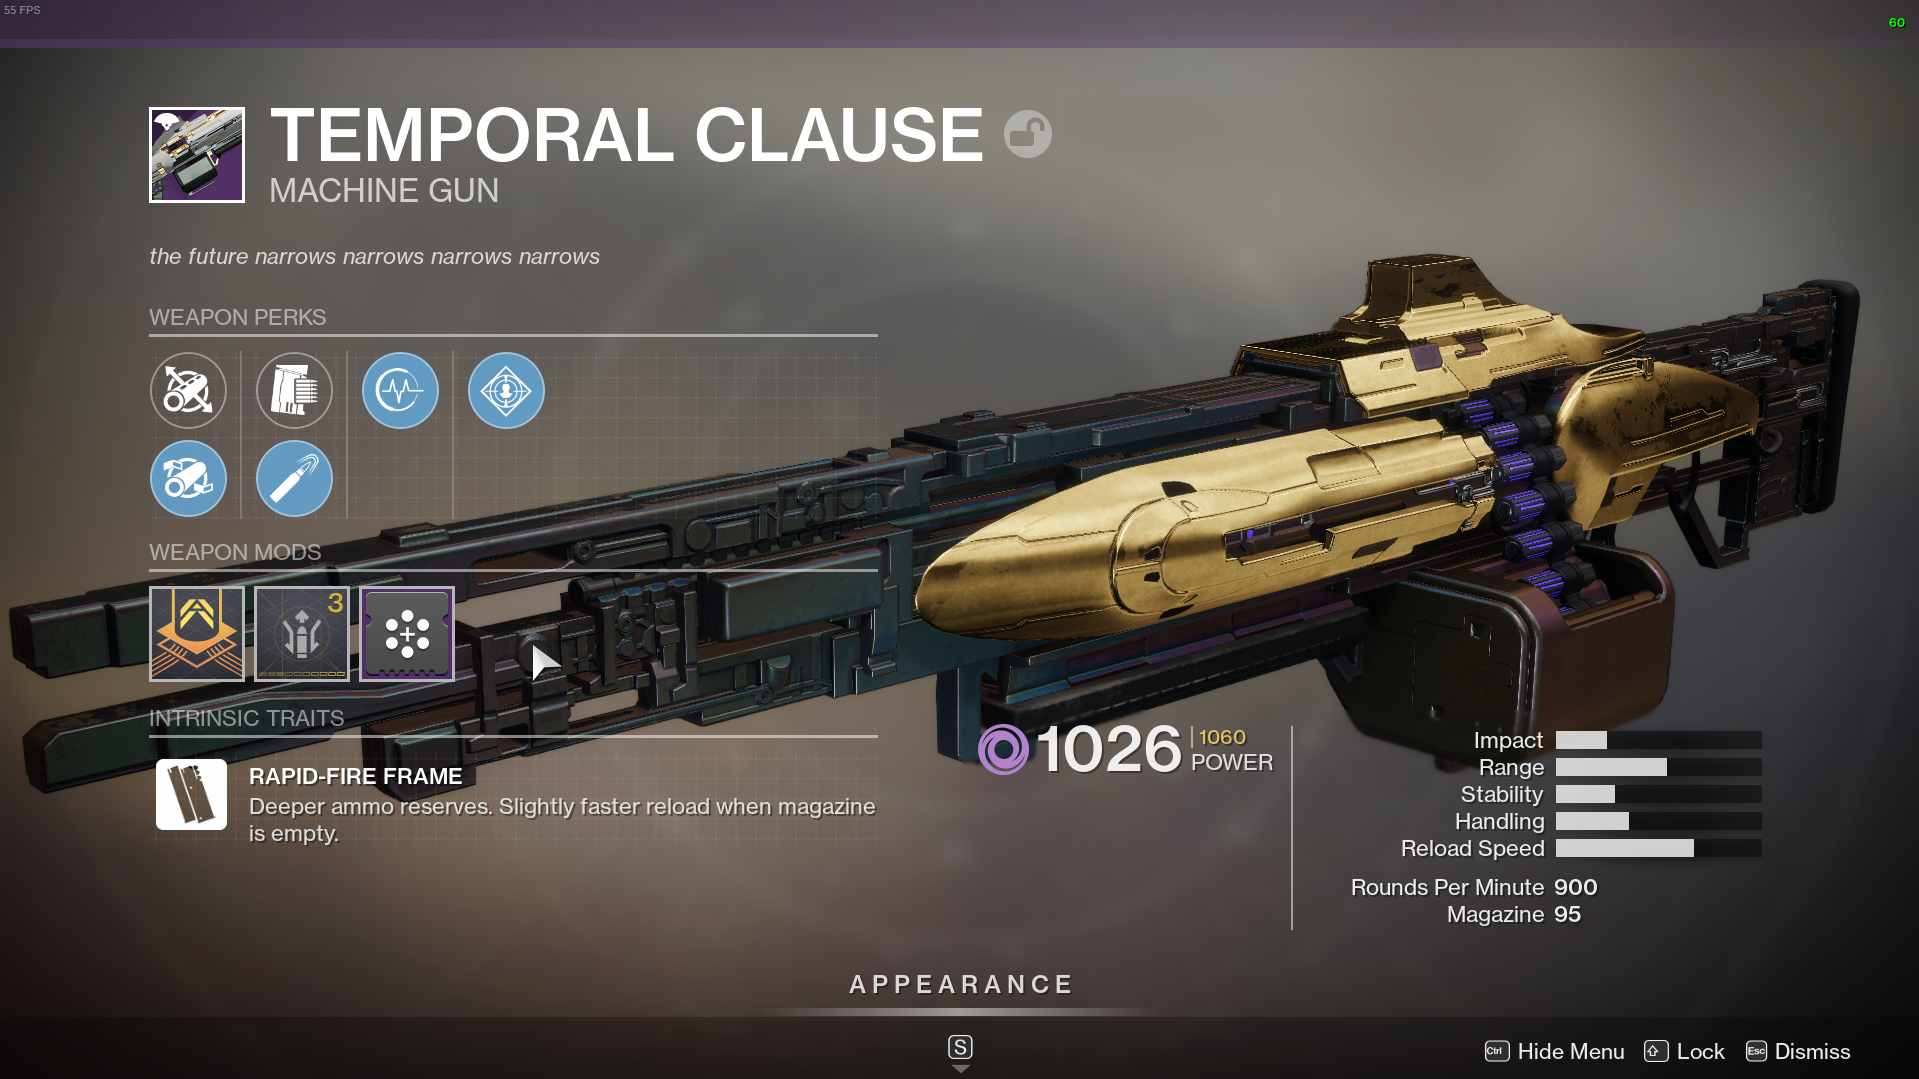 55 FPS
60
TEMPORAL CLAUSE
MACHINE GUN
the future narrows narrows narrows narrows
WEAPON PERKS
WEAPON MODS
3
INTRINSIC TRAITS
RAPID-FIRE FRAME
Deeper ammo reserves. Slightly faster reload when magazine
is empty.
1026 | 1060
POWER
Impact
Range
Stability
Handling
Reload Speed
Rounds Per Minute 900
Magazine 95
APPEARANCE
S
Ctrl Hide Menu Lock Esc Dismiss